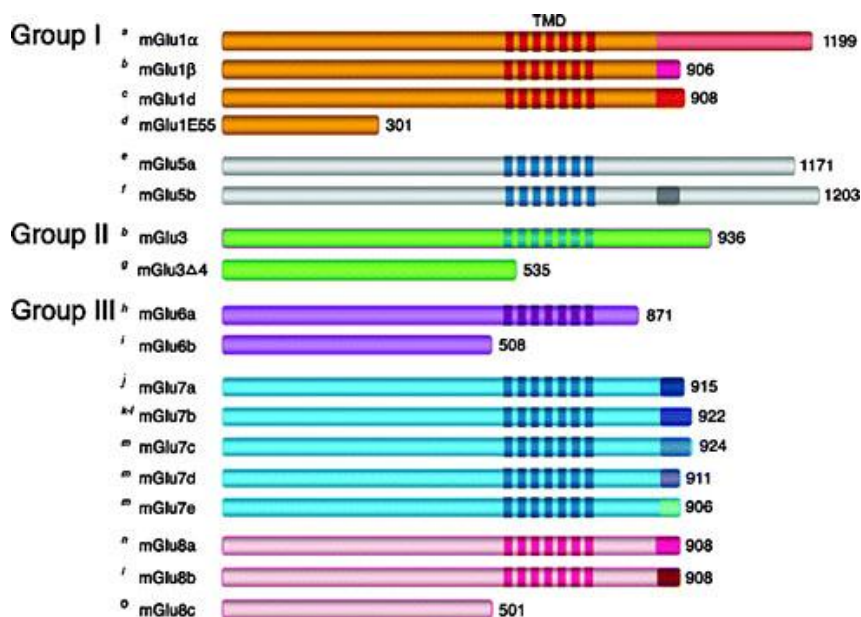 TMD
Group I a mGlu1α 1199
b mGlu1β 906
c mGlu1d 908
d mGlu1E55 301
e mGlu5a 1171
f mGlu5b 1203
Group II b mGlu3 936
g mGlu3Δ4 535
Group III h mGlu6a 871
i mGlu6b 508
j mGlu7a 915
k-l mGlu7b 922
m mGlu7c 924
m mGlu7d 911
m mGlu7e 906
n mGlu8a 908
l mGlu8b 908
o mGlu8c 501